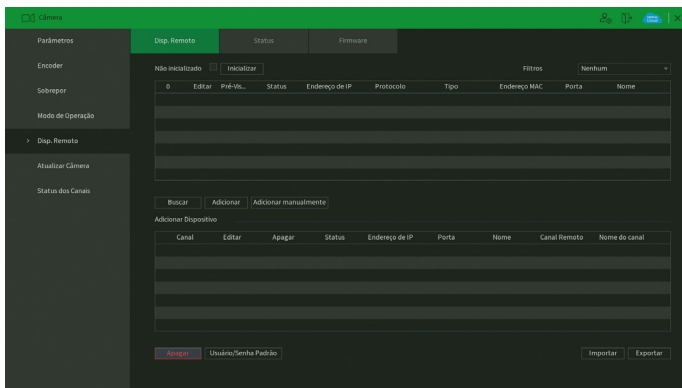 Câmera
Parâmetros
Encoder
Sobrepor
Modo de Operação
> Disp. Remoto
Atualizar Câmera
Status dos Canais
Disp. Remoto Status Firmware
Não inicializado Inicializar Filtros Nenhum
0 Editar Pré-Vis... Status Endereço de IP Protocolo Tipo Endereço MAC Porta Nome
Buscar Adicionar Adicionar manualmente
Adicionar Dispositivo
Canal Editar Apagar Status Endereço de IP Porta Nome Canal Remoto Nome do canal
Apagar Usuário/Senha Padrão Importar Exportar